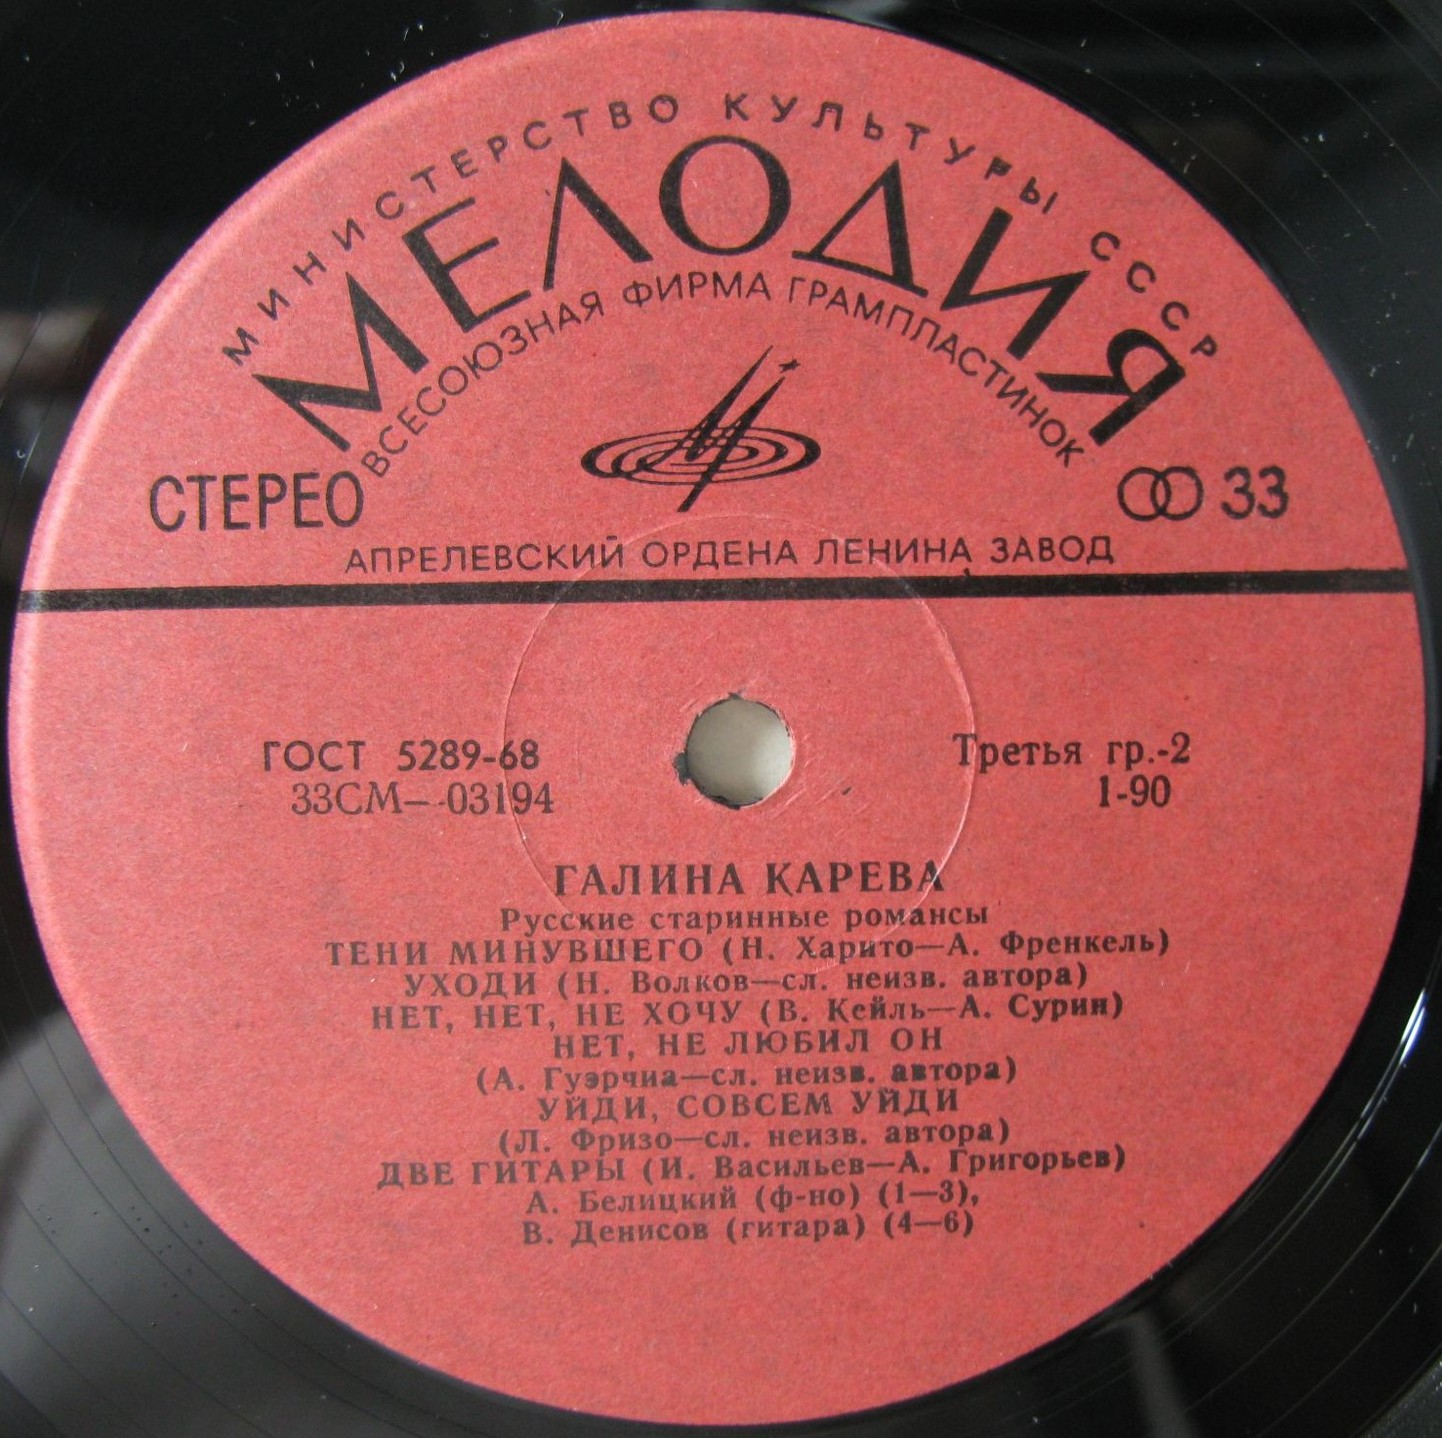 МИНИСТЕРСТВО КУЛЬТУРЫ СССР
МЕЛОДИЯ
ВСЕСОЮЗНАЯ ФИРМА ГРАМПЛАСТИНОК
СТЕРЕО
33
АПРЕЛЕВСКИЙ ОРДЕНА ЛЕНИНА ЗАВОД
ГОСТ 5289-68
33СМ—03194
Третья гр.-2
1-90
ГАЛИНА КАРЕВА
Русские старинные романсы
ТЕНИ МИНУВШЕГО (Н. Харито—А. Френкель)
УХОДИ (Н. Волков—сл. неизв. автора)
НЕТ, НЕТ, НЕ ХОЧУ (В. Кейль—А. Сурин)
НЕТ, НЕ ЛЮБИЛ ОН
(А. Гуэрчиа—сл. неизв. автора)
УЙДИ, СОВСЕМ УЙДИ
(Л. Фризо—сл. неизв. автора)
ДВЕ ГИТАРЫ (И. Васильев—А. Григорьев)
А. Белицкий (ф-но) (1—3),
В. Денисов (гитара) (4—6)